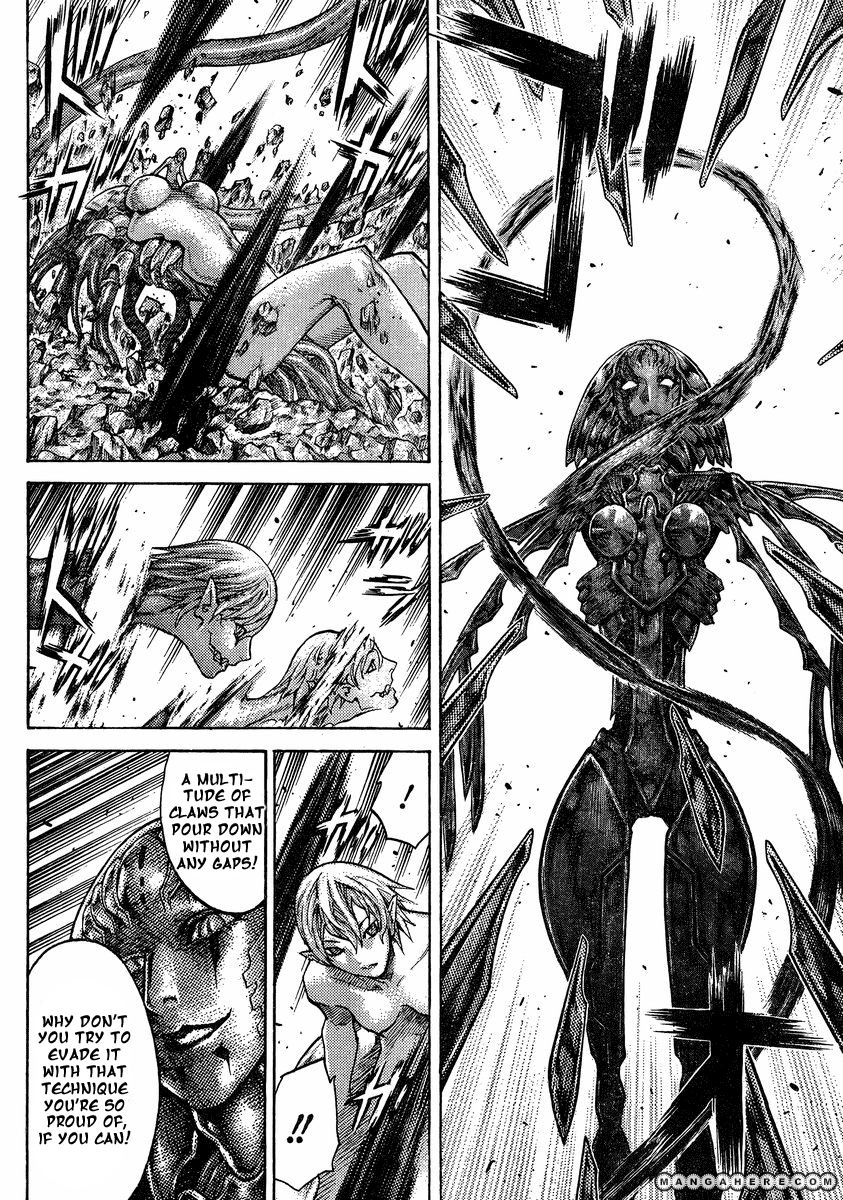 !
!!
A MULTI-
TUDE OF
CLAWS THAT
POUR DOWN
WITHOUT
ANY GAPS!
WHY DON'T
YOU TRY TO
EVADE IT
WITH THAT
TECHNIQUE
YOU'RE SO
PROUD OF,
IF YOU CAN!
MANGAHERE.COM